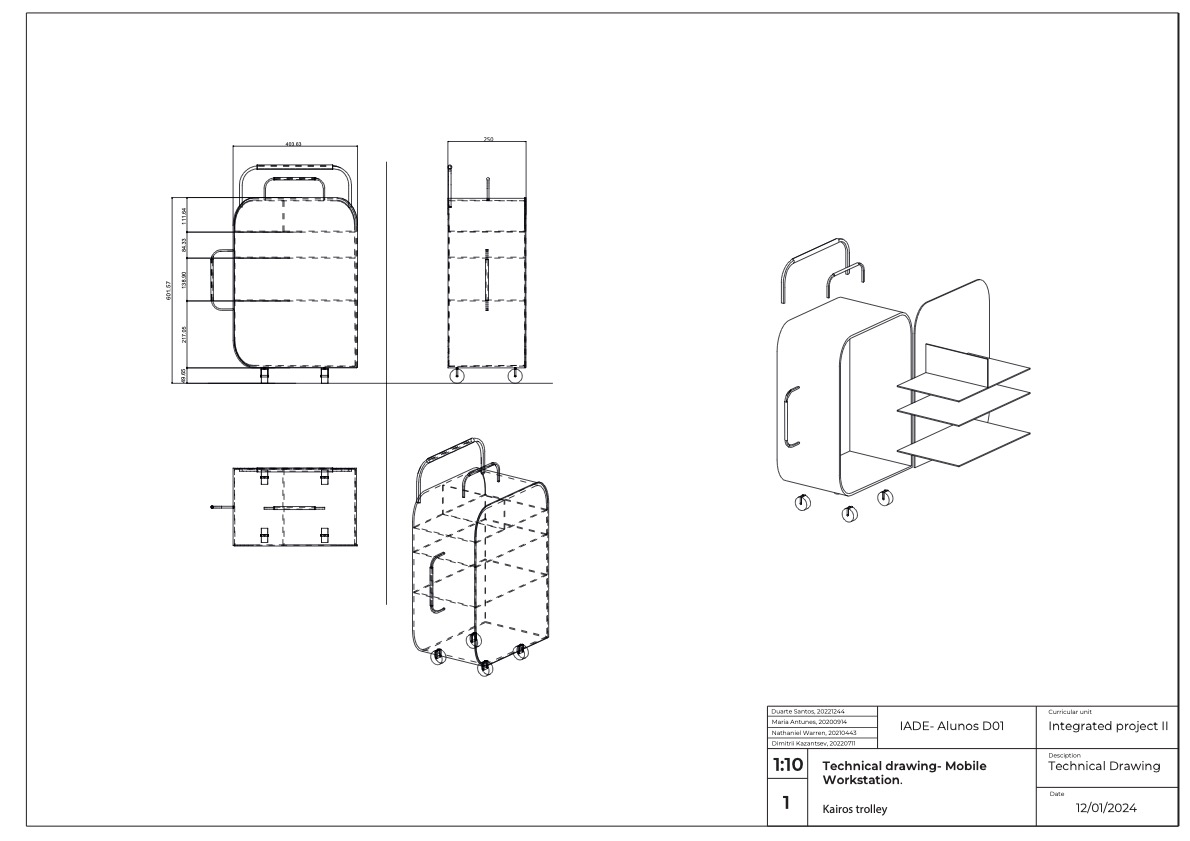 403.63
250
111.64
84.33
138.90
601.57
217.05
49.65
Duarte Santos, 20221244
Maria Antunes, 20200914
Nathaniel Warren, 20210443
Dimitrii Kazantsev, 20220711
IADE- Alunos D01
Curricular unit
Integrated project II
1:10
Technical drawing- Mobile
Workstation.
Desciption
Technical Drawing
1
Kairos trolley
Date
12/01/2024